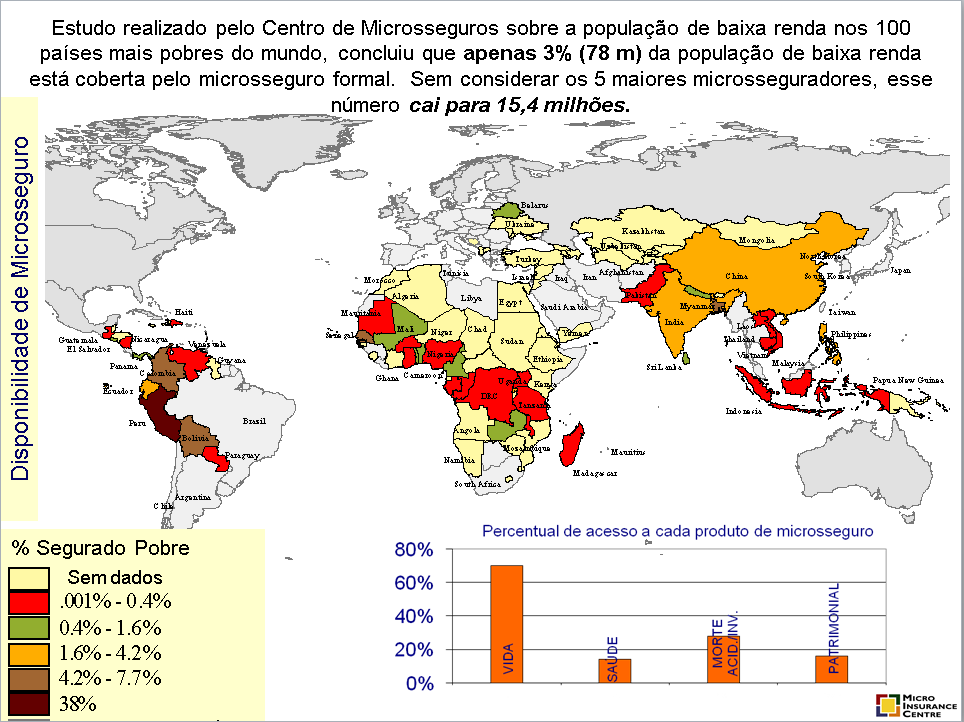 Estudo realizado pelo Centro de Microsseguros sobre a população de baixa renda nos 100
países mais pobres do mundo, concluiu que apenas 3% (78 m) da população de baixa renda
está coberta pelo microsseguro formal. Sem considerar os 5 maiores microsseguradores, esse
número cai para 15,4 milhões.
Disponibilidade de Microsseguro
Belarus
Ukraine
Kazakhstan
Mongolia
Uzbekistan
Turkey
North Korea
South Korea
Japan
Tunisia
Morocco
Israel
Iraq
Iran
Afghanistan
China
Algeria
Libya
Egypt
Saudi Arabia
Pakistan
Myanmar
Taiwan
Haiti
Mauritania
Mali
Niger
Chad
Sudan
Yemen
India
Laos
Thailand
Philippines
Guatemala
Nicaragua
El Salvador
Venezuela
Senegal
Nigeria
Vietnam
Panama
Guyana
Colombia
Ghana
Cameroon
Ethiopia
Sri Lanka
Malaysia
Ecuador
Uganda
Kenya
Papua New Guinea
DRC
Tanzania
Indonesia
Peru
Brasil
Angola
Bolivia
Mozambique
Mauritius
Paraguay
Namibia
Madagascar
South Africa
Argentina
Chile
% Segurado Pobre
Sem dados
.001% - 0.4%
0.4% - 1.6%
1.6% - 4.2%
4.2% - 7.7%
38%
Percentual de acesso a cada produto de microsseguro
80%
60%
40%
20%
0%
VIDA
SAÚDE
MORTE
ACID./INV.
PATRIMONIAL
MICRO
INSURANCE
CENTRE